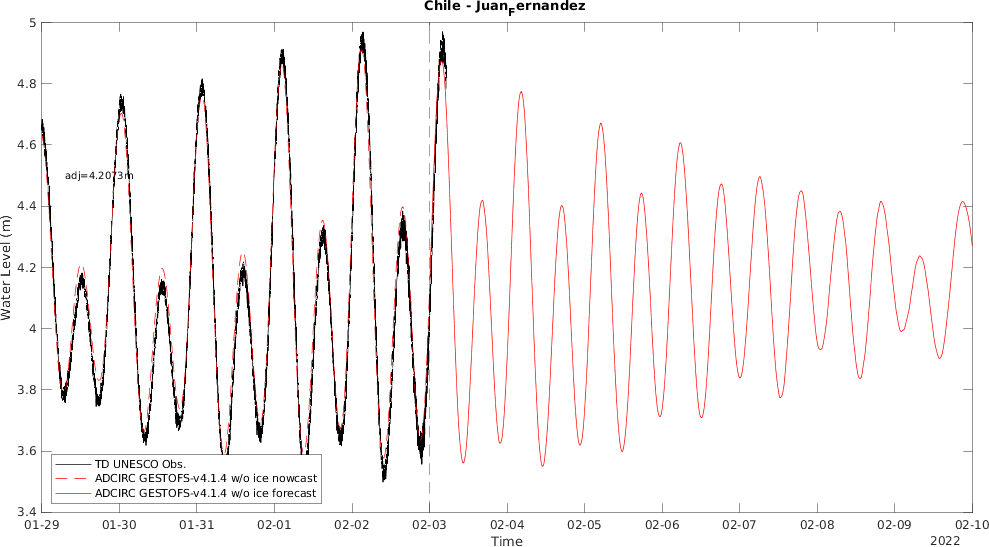 Chile - Juan_Fernandez
Water Level (m)
5
4.8
4.6
4.4
4.2
4
3.8
3.6
3.4
adj=4.2073m
TD UNESCO Obs.
ADCIRC GESTOFS-v4.1.4 w/o ice nowcast
ADCIRC GESTOFS-v4.1.4 w/o ice forecast
01-29 01-30 01-31 02-01 02-02 02-03 02-04 02-05 02-06 02-07 02-08 02-09 02-10
Time
2022